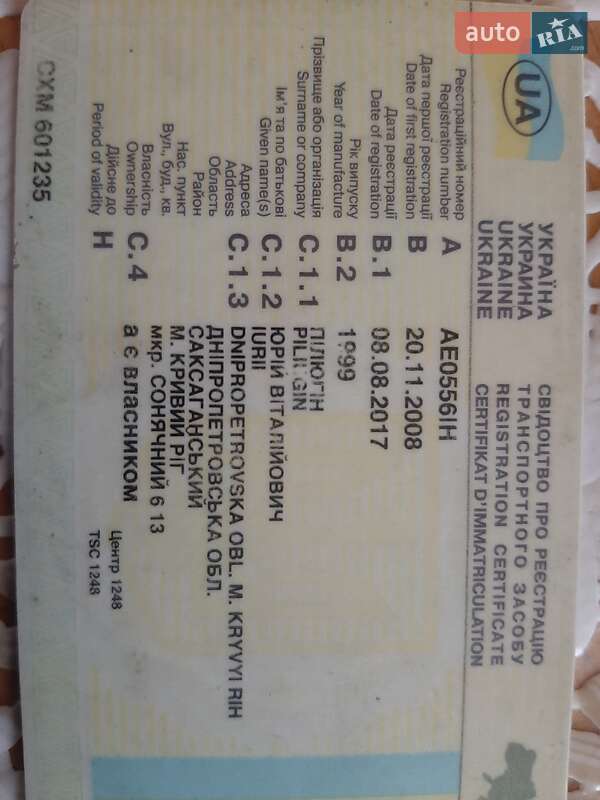 auto RIA.com
UA
УКРАЇНА
УКРАИНА
UKRAINE
UKRAINE
СВІДОЦТВО ПРО РЕЄСТРАЦІЮ
ТРАНСПОРТНОГО ЗАСОБУ
REGISTRATION CERTIFICATE
CERTIFIKAT D'IMMATRICULATION
Реєстраційний номер
Registration number
A
AE0556IH
Дата першої реєстрації
Date of first registration
B
20.11.2008
Дата реєстрації
Date of registration
B.1
08.08.2017
Рік випуску
Year of manufacture
B.2
1999
Прізвище або організація
Surname or company
C.1.1
ПІЛЮГІН
PILIUGIN
Ім'я та по батькові
Given name(s)
C.1.2
ЮРІЙ ВІТАЛІЙОВИЧ
IURII
Адреса
Address
C.1.3
DNIPROPETROVSKA OBL. M. KRYVYI RIH
Область
ДНІПРОПЕТРОВСЬКА ОБЛ.
Район
САКСАГАНСЬКИЙ
Нас. пункт
М. КРИВИЙ РІГ
Вул., буд., кв.
мкр. СОНЯЧНИЙ 6 13
Власність
Ownership
C.4
а є власником
Дійсне до
Period of validity
H
Центр 1248
TSC 1248
СХМ 601235